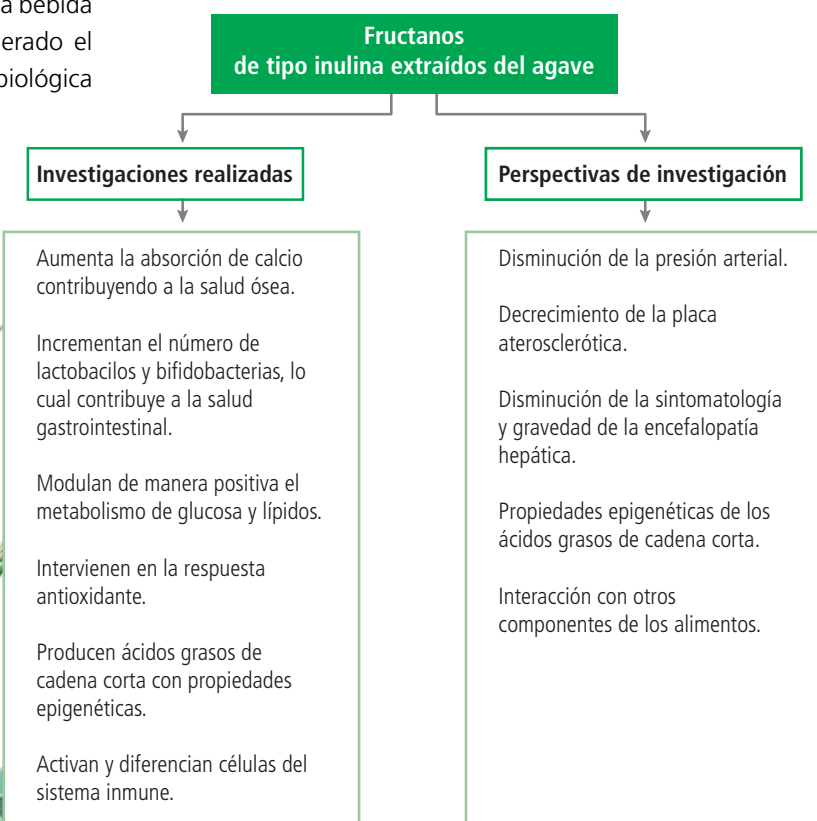 a bebida
erado el
biológica
Fructanos
de tipo inulina extraídos del agave
Investigaciones realizadas
Aumenta la absorción de calcio
contribuyendo a la salud ósea.
Incrementan el número de
lactobacilos y bifidobacterias, lo
cual contribuye a la salud
gastrointestinal.
Modulan de manera positiva el
metabolismo de glucosa y lípidos.
Intervienen en la respuesta
antioxidante.
Producen ácidos grasos de
cadena corta con propiedades
epigenéticas.
Activan y diferencian células del
sistema inmune.
Perspectivas de investigación
Disminución de la presión arterial.
Decrecimiento de la placa
aterosclerótica.
Disminución de la sintomatología
y gravedad de la encefalopatía
hepática.
Propiedades epigenéticas de los
ácidos grasos de cadena corta.
Interacción con otros
componentes de los alimentos.